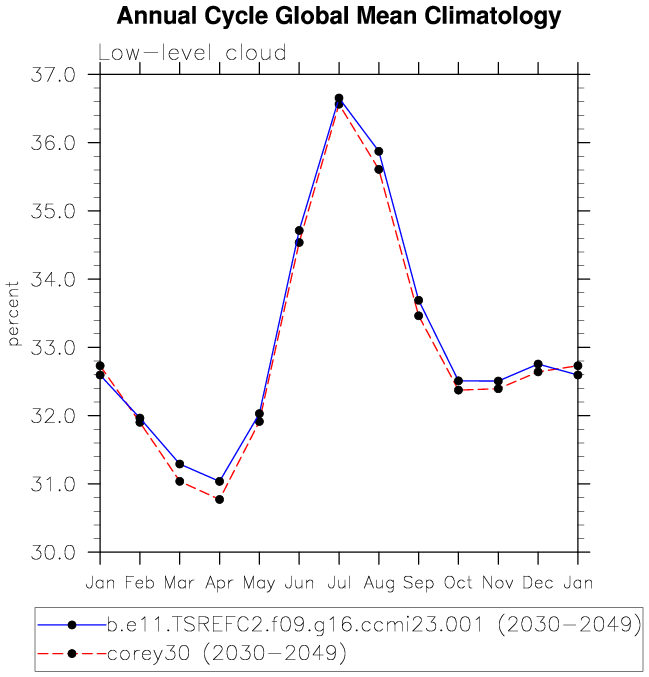 Annual Cycle Global Mean Climatology
Low-level cloud
37.0
36.0
35.0
34.0
33.0
32.0
31.0
30.0
percent
Jan Feb Mar Apr May Jun Jul Aug Sep Oct Nov Dec Jan
b.e11.TSREFC2.f09.g16.ccmi23.001 (2030-2049)
corey30 (2030-2049)